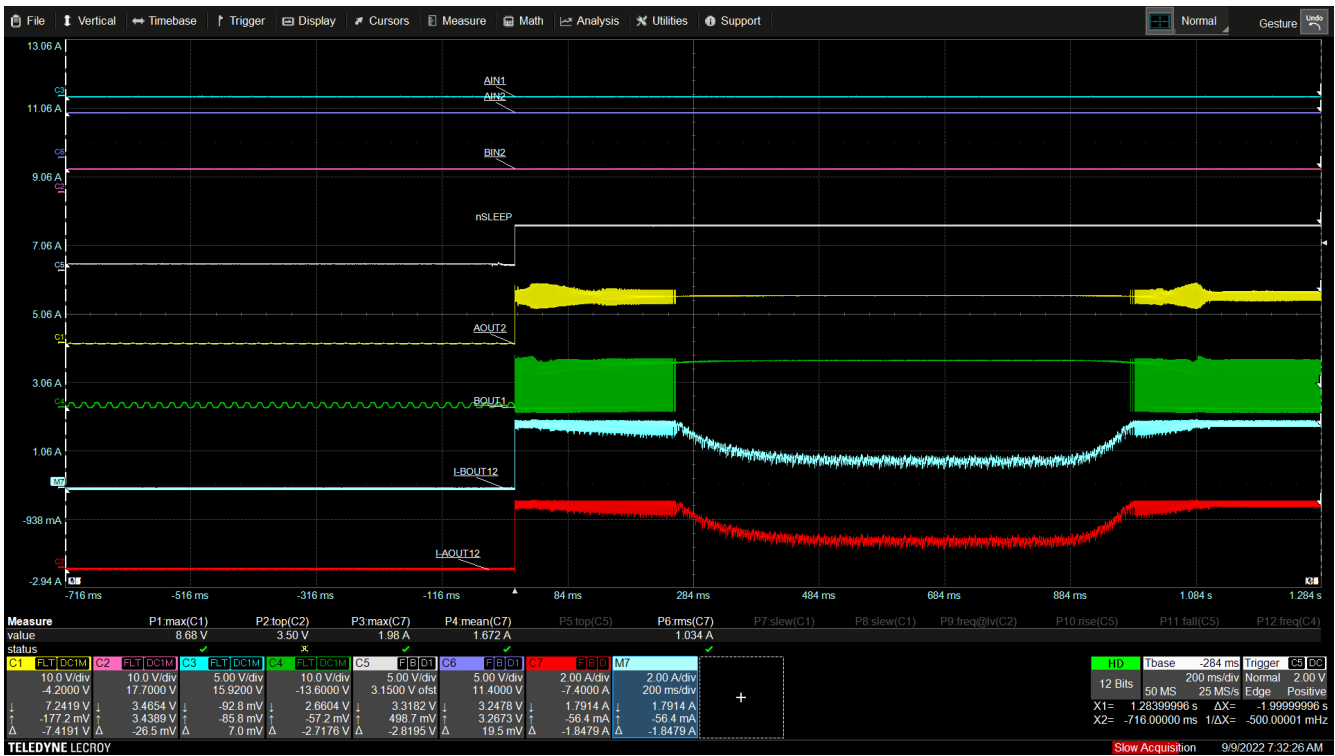 File Vertical Timebase Trigger Display Cursors Measure Math Analysis Utilities Support Normal Gesture Undo
13.06 A
AIN1
C3
AIN2
11.06 A
C6
BIN2
9.06 A
C2
nSLEEP
7.06 A
C5
5.06 A
AOUT2
C1
3.06 A
C4
BOUT1
1.06 A
I-BOUT12
M7
-938 mA
I-AOUT12
C7
-2.94 A
-716 ms -516 ms -316 ms -116 ms 84 ms 284 ms 484 ms 684 ms 884 ms 1.084 s 1.284 s
Measure P1:max(C1) P2:top(C2) P3:max(C7) P4:mean(C7) P5:top(C5) P6:rms(C7) P7:slew(C1) P8:slew(C1) P9:freq@lv(C2) P10:rise(C5) P11:fall(C5) P12:freq(C4)
value 8.68 V 3.50 V 1.98 A 1.672 A 1.034 A
status
C1 FLT DC1M C2 FLT DC1M C3 FLT DC1M C4 FLT DC1M C5 F B D1 C6 F B D1 C7 F B D M7 HD Tbase -284 ms Trigger C5 DC
10.0 V/div 10.0 V/div 5.00 V/div 10.0 V/div 5.00 V/div 5.00 V/div 2.00 A/div 2.00 A/div 12 Bits 200 ms/div Normal 2.00 V
-4.2000 V 17.7000 V 15.9200 V -13.6000 V 3.1500 V ofst 11.4000 V -7.4000 A 200 ms/div 50 MS 25 MS/s Edge Positive
7.2419 V 3.4654 V -92.8 mV 2.6604 V 3.3182 V 3.2478 V 1.7914 A 1.7914 A X1= 1.28399996 s ΔX= -1.99999996 s
-177.2 mV 3.4389 V -85.8 mV -57.2 mV 498.7 mV 3.2673 V -56.4 mA -56.4 mA X2= -716.00000 ms 1/ΔX= -500.00001 mHz
Δ -7.4191 V Δ -26.5 mV Δ 7.0 mV Δ -2.7176 V Δ -2.8195 V Δ 19.5 mV Δ -1.8479 A Δ -1.8479 A
TELEDYNE LECROY Slow Acquisition 9/9/2022 7:32:26 AM